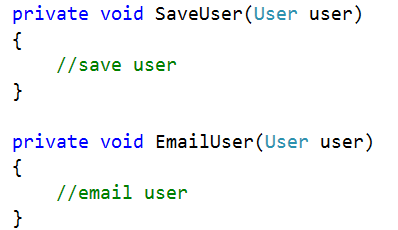 private void SaveUser(User user)
{
    //save user
}
private void EmailUser(User user)
{
    //email user
}